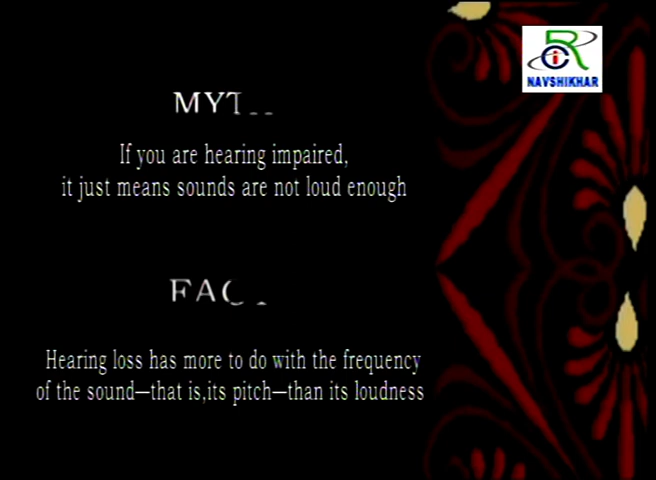 RCi
NAVSHIKHAR
MYT
If you are hearing impaired,
it just means sounds are not loud enough
FAC
Hearing loss has more to do with the frequency
of the sound—that is,its pitch—than its loudness